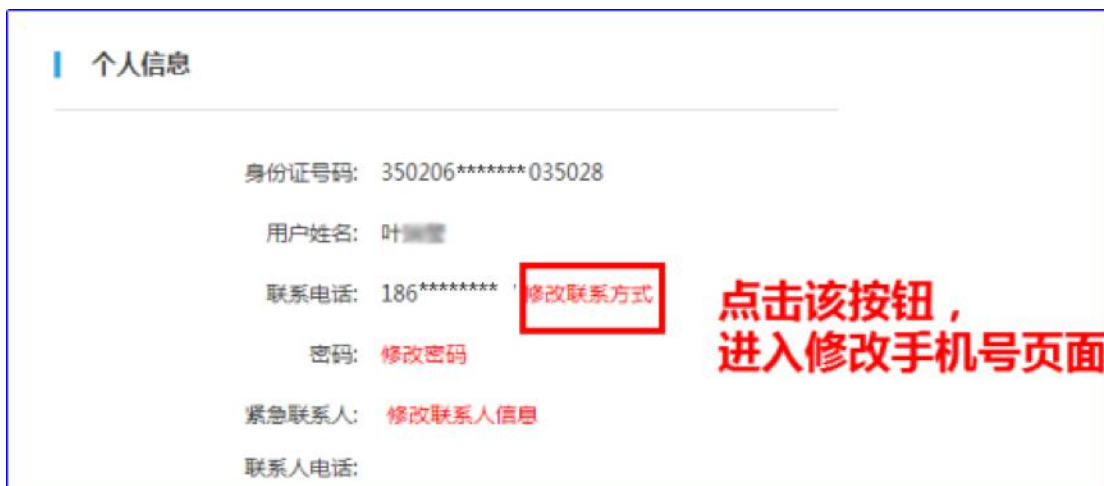 个人信息
身份证号码: 350206*******035028
用户姓名: 叶
联系电话: 186******** 修改联系方式
点击该按钮，
进入修改手机号页面
密码: 修改密码
紧急联系人: 修改联系人信息
联系人电话: